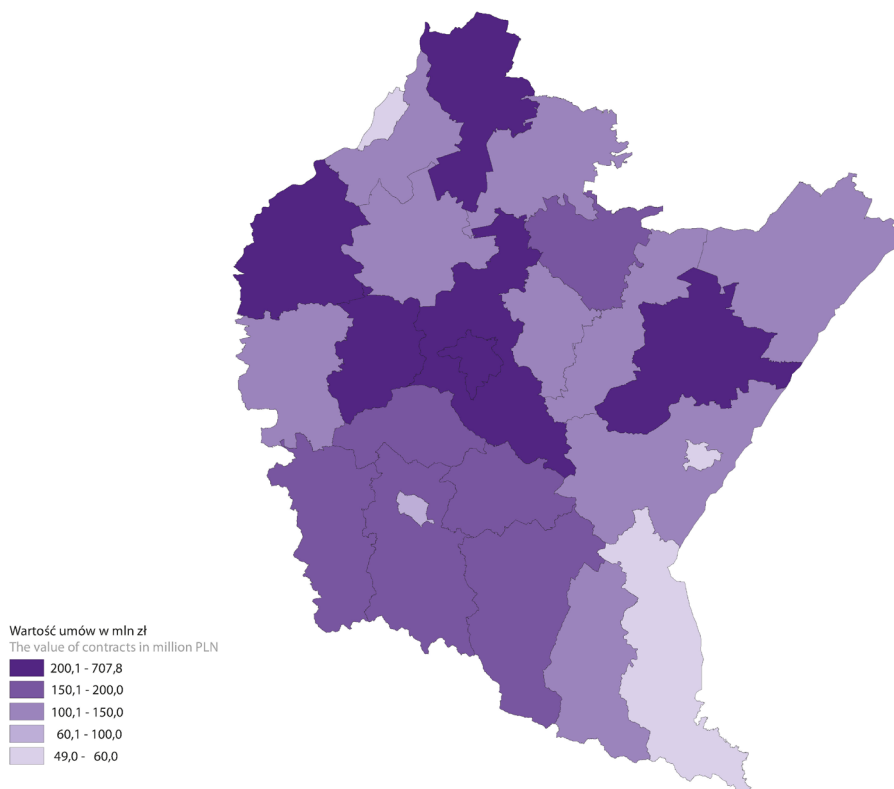 Wartość umów w mln zł
The value of contracts in million PLN
200,1 - 707,8
150,1 - 200,0
100,1 - 150,0
60,1 - 100,0
49,0 - 60,0